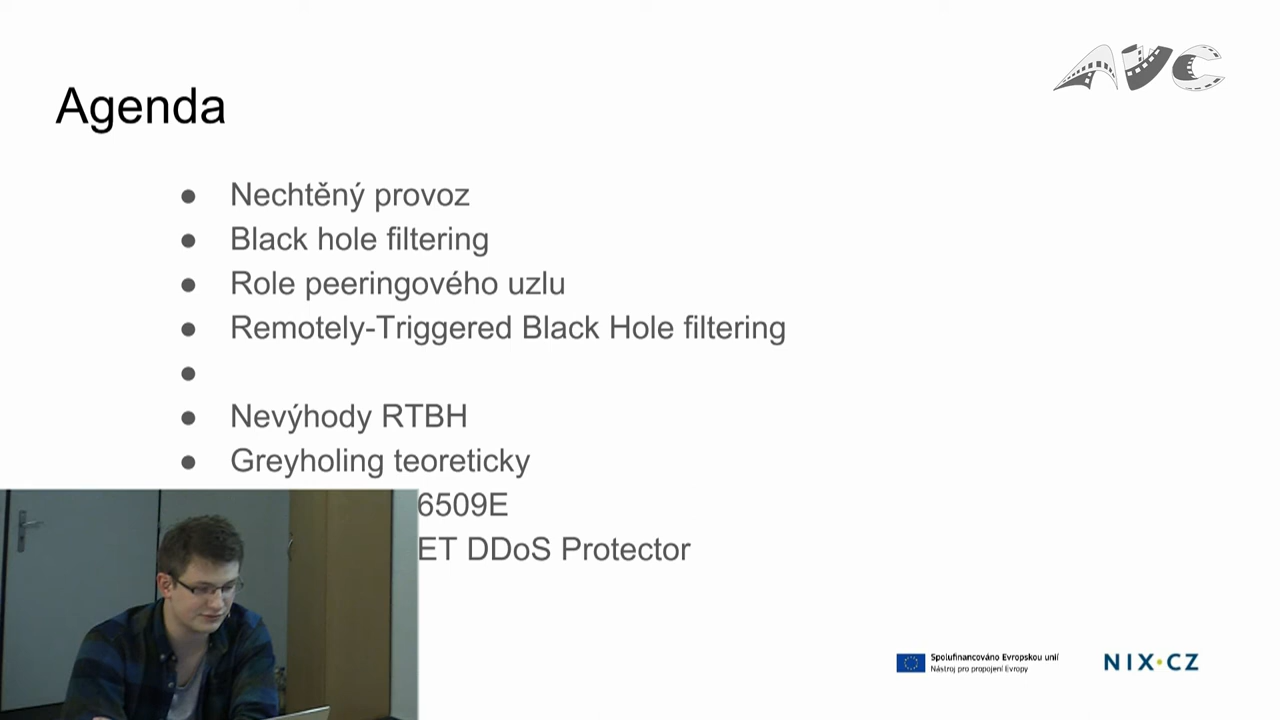 AVC
Agenda
● Nechtěný provoz
● Black hole filtering
● Role peeringového uzlu
● Remotely-Triggered Black Hole filtering
●
● Nevýhody RTBH
● Greyholing teoreticky
6509E
ET DDoS Protector
Spolufinancováno Evropskou unií
Nástroj pro propojení Evropy
NIX·CZ